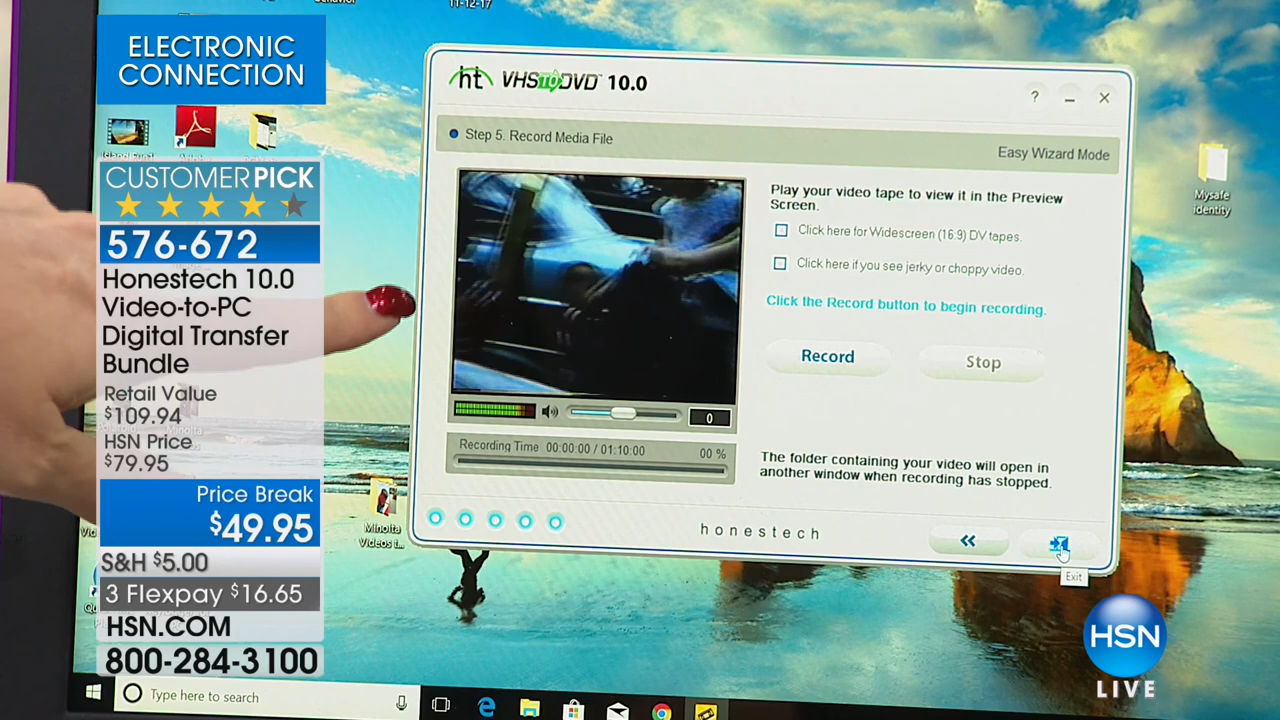 behavior
11-12-17
ELECTRONIC
CONNECTION
CUSTOMER PICK
576-672
Honestech 10.0
Video-to-PC
Digital Transfer
Bundle
Retail Value
$109.94
HSN Price
$79.95
Price Break
$49.95
S&H $5.00
3 Flexpay $16.65
HSN.COM
800-284-3100
ht VHSTODVD™ 10.0
?
Step 5. Record Media File
Easy Wizard Mode
Play your video tape to view it in the Preview
Screen.
Click here for Widescreen (16:9) DV tapes.
Click here if you see jerky or choppy video.
Click the Record button to begin recording.
Record
Stop
0
Recording Time 00:00:00 / 01:10:00 00 %
The folder containing your video will open in
another window when recording has stopped.
honestech
Exit
Mysafe
identity
Minolta
Videos t...
Type here to search
HSN
LIVE